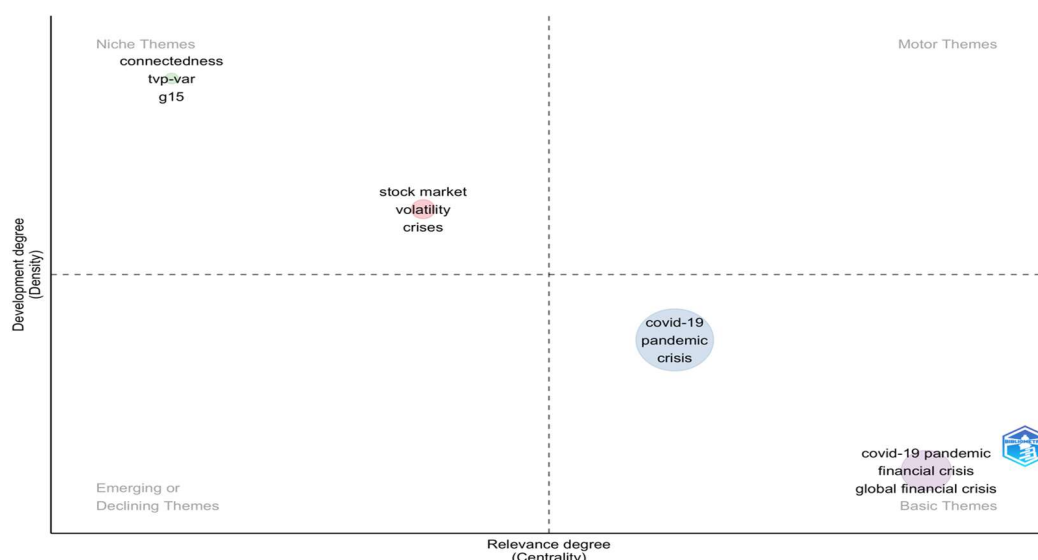 Niche Themes
connectedness
tvp-var
g15
Motor Themes
stock market
volatility
crises
Development degree
(Density)
covid-19
pandemic
crisis
covid-19 pandemic
financial crisis
global financial crisis
Basic Themes
Emerging or
Declining Themes
Relevance degree
(Centrality)